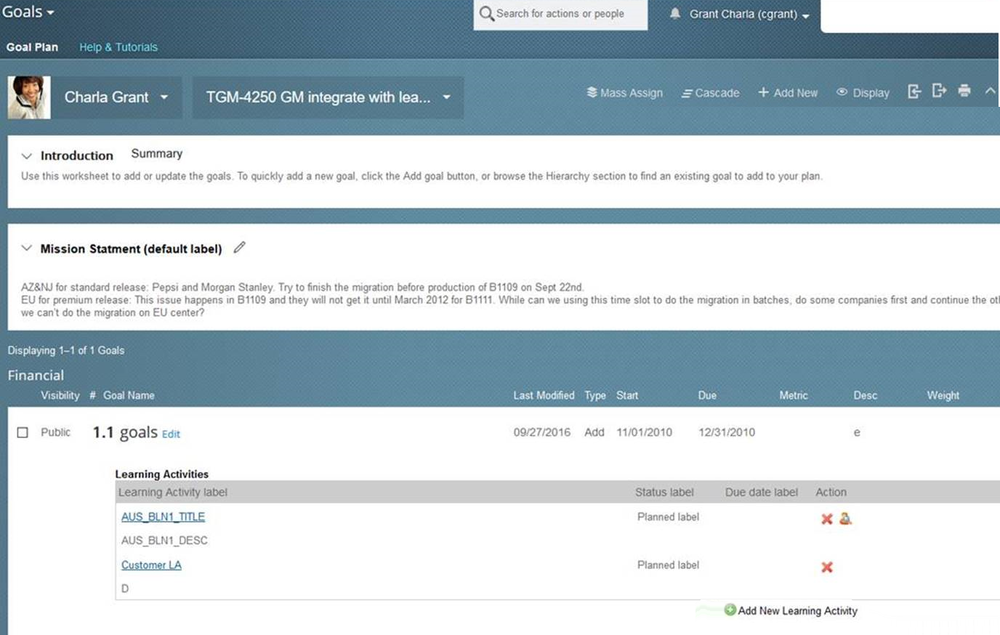 Goals
Search for actions or people
Grant Charla (cgrant)
Goal Plan Help & Tutorials
Charla Grant TGM-4250 GM integrate with lea... Mass Assign Cascade Add New Display
Introduction Summary
Use this worksheet to add or update the goals. To quickly add a new goal, click the Add goal button, or browse the Hierarchy section to find an existing goal to add to your plan.
Mission Statment (default label)
AZ&NJ for standard release: Pepsi and Morgan Stanley. Try to finish the migration before production of B1109 on Sept 22nd.
EU for premium release: This issue happens in B1109 and they will not get it until March 2012 for B1111. While can we using this time slot to do the migration in batches, do some companies first and continue the
we can't do the migration on EU center?
Displaying 1–1 of 1 Goals
Financial
Visibility # Goal Name Last Modified Type Start Due Metric Desc Weight
Public 1.1 goals Edit 09/27/2016 Add 11/01/2010 12/31/2010 e
Learning Activities
Learning Activity label Status label Due date label Action
AUS_BLN1_TITLE Planned label
AUS_BLN1_DESC
Customer LA Planned label
D
Add New Learning Activity